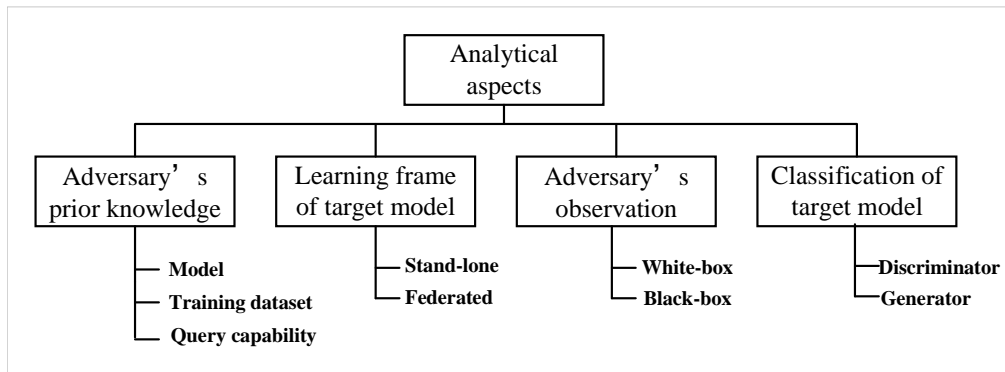 Analytical
aspects
Adversary’s
prior knowledge
Learning frame
of target model
Adversary’s
observation
Classification of
target model
Model
Training dataset
Query capability
Stand-lone
Federated
White-box
Black-box
Discriminator
Generator